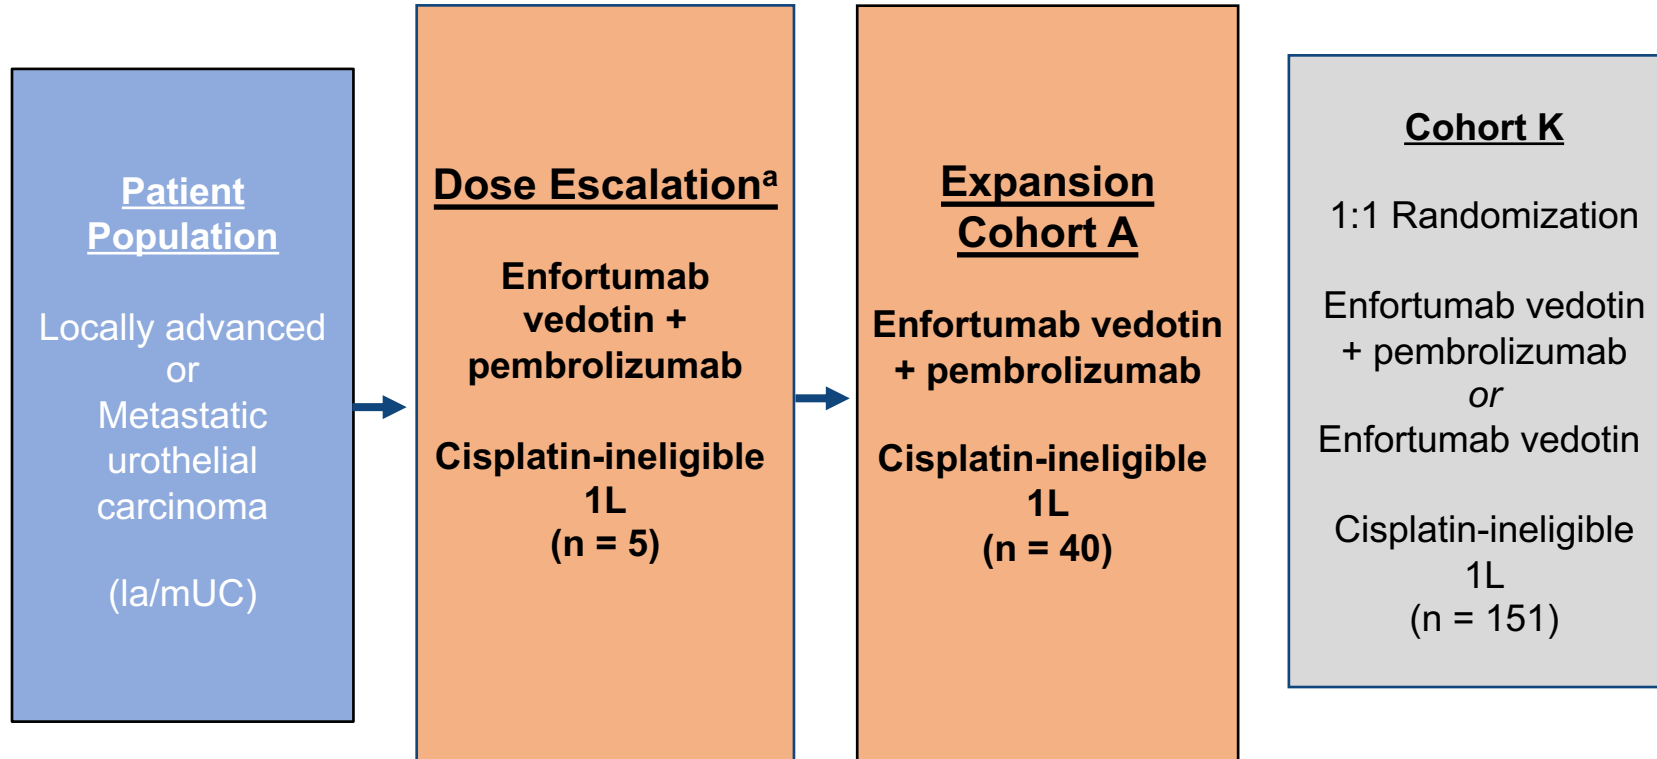 Patient
Population
Locally advanced
or
Metastatic
urothelial
carcinoma
(la/mUC)
Dose Escalationᵃ
Enfortumab
vedotin +
pembrolizumab
Cisplatin-ineligible
1L
(n = 5)
Expansion
Cohort A
Enfortumab vedotin
+ pembrolizumab
Cisplatin-ineligible
1L
(n = 40)
Cohort K
1:1 Randomization
Enfortumab vedotin
+ pembrolizumab
or
Enfortumab vedotin
Cisplatin-ineligible
1L
(n = 151)